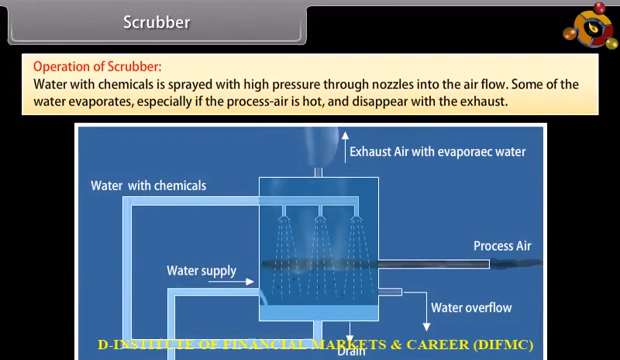 Scrubber
Operation of Scrubber:
Water with chemicals is sprayed with high pressure through nozzles into the air flow. Some of the
water evaporates, especially if the process-air is hot, and disappear with the exhaust.
Exhaust Air with evaporaec water
Water with chemicals
Process Air
Water supply
Water overflow
D-INSTITUTE OF FINANCIAL MARKETS & CAREER (DIFMC)
Drain